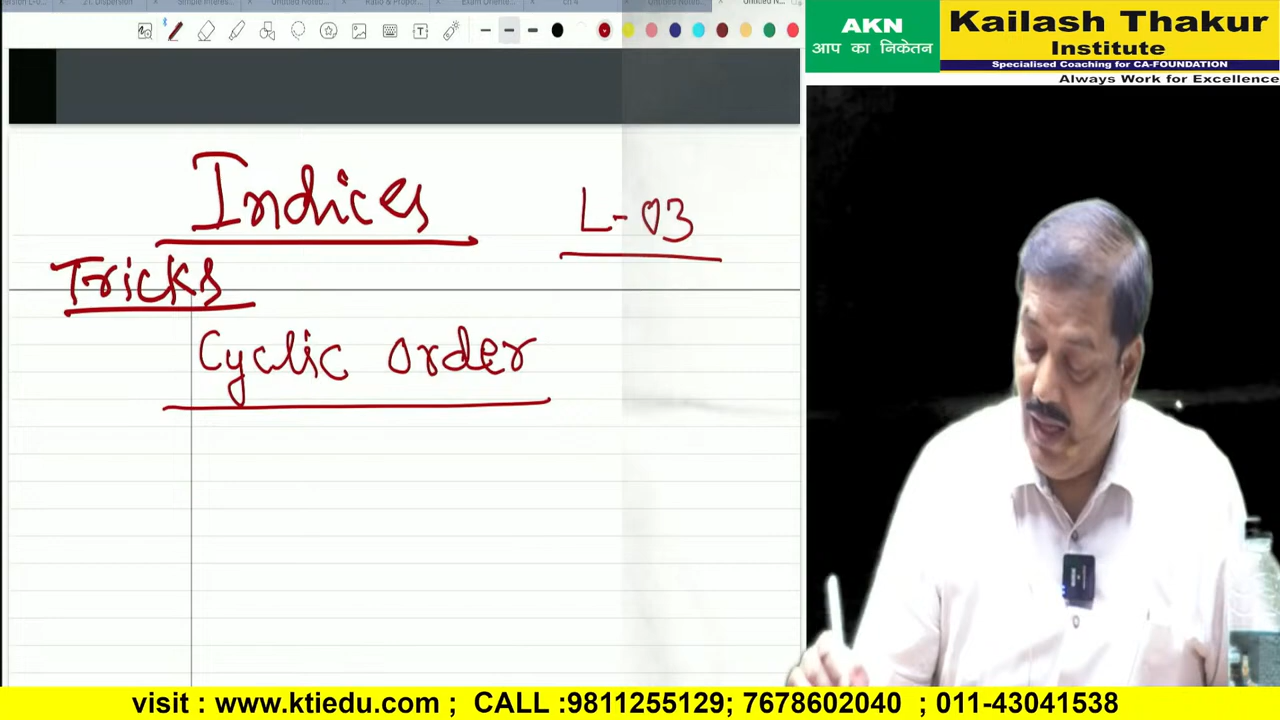 AKN
आप का निकेतन
Kailash Thakur
Institute
Specialised Coaching for CA-FOUNDATION
Always Work for Excellence
Indices
L-03
Tricks
Cyclic order
visit : www.ktiedu.com ; CALL :9811255129; 7678602040 ; 011-43041538